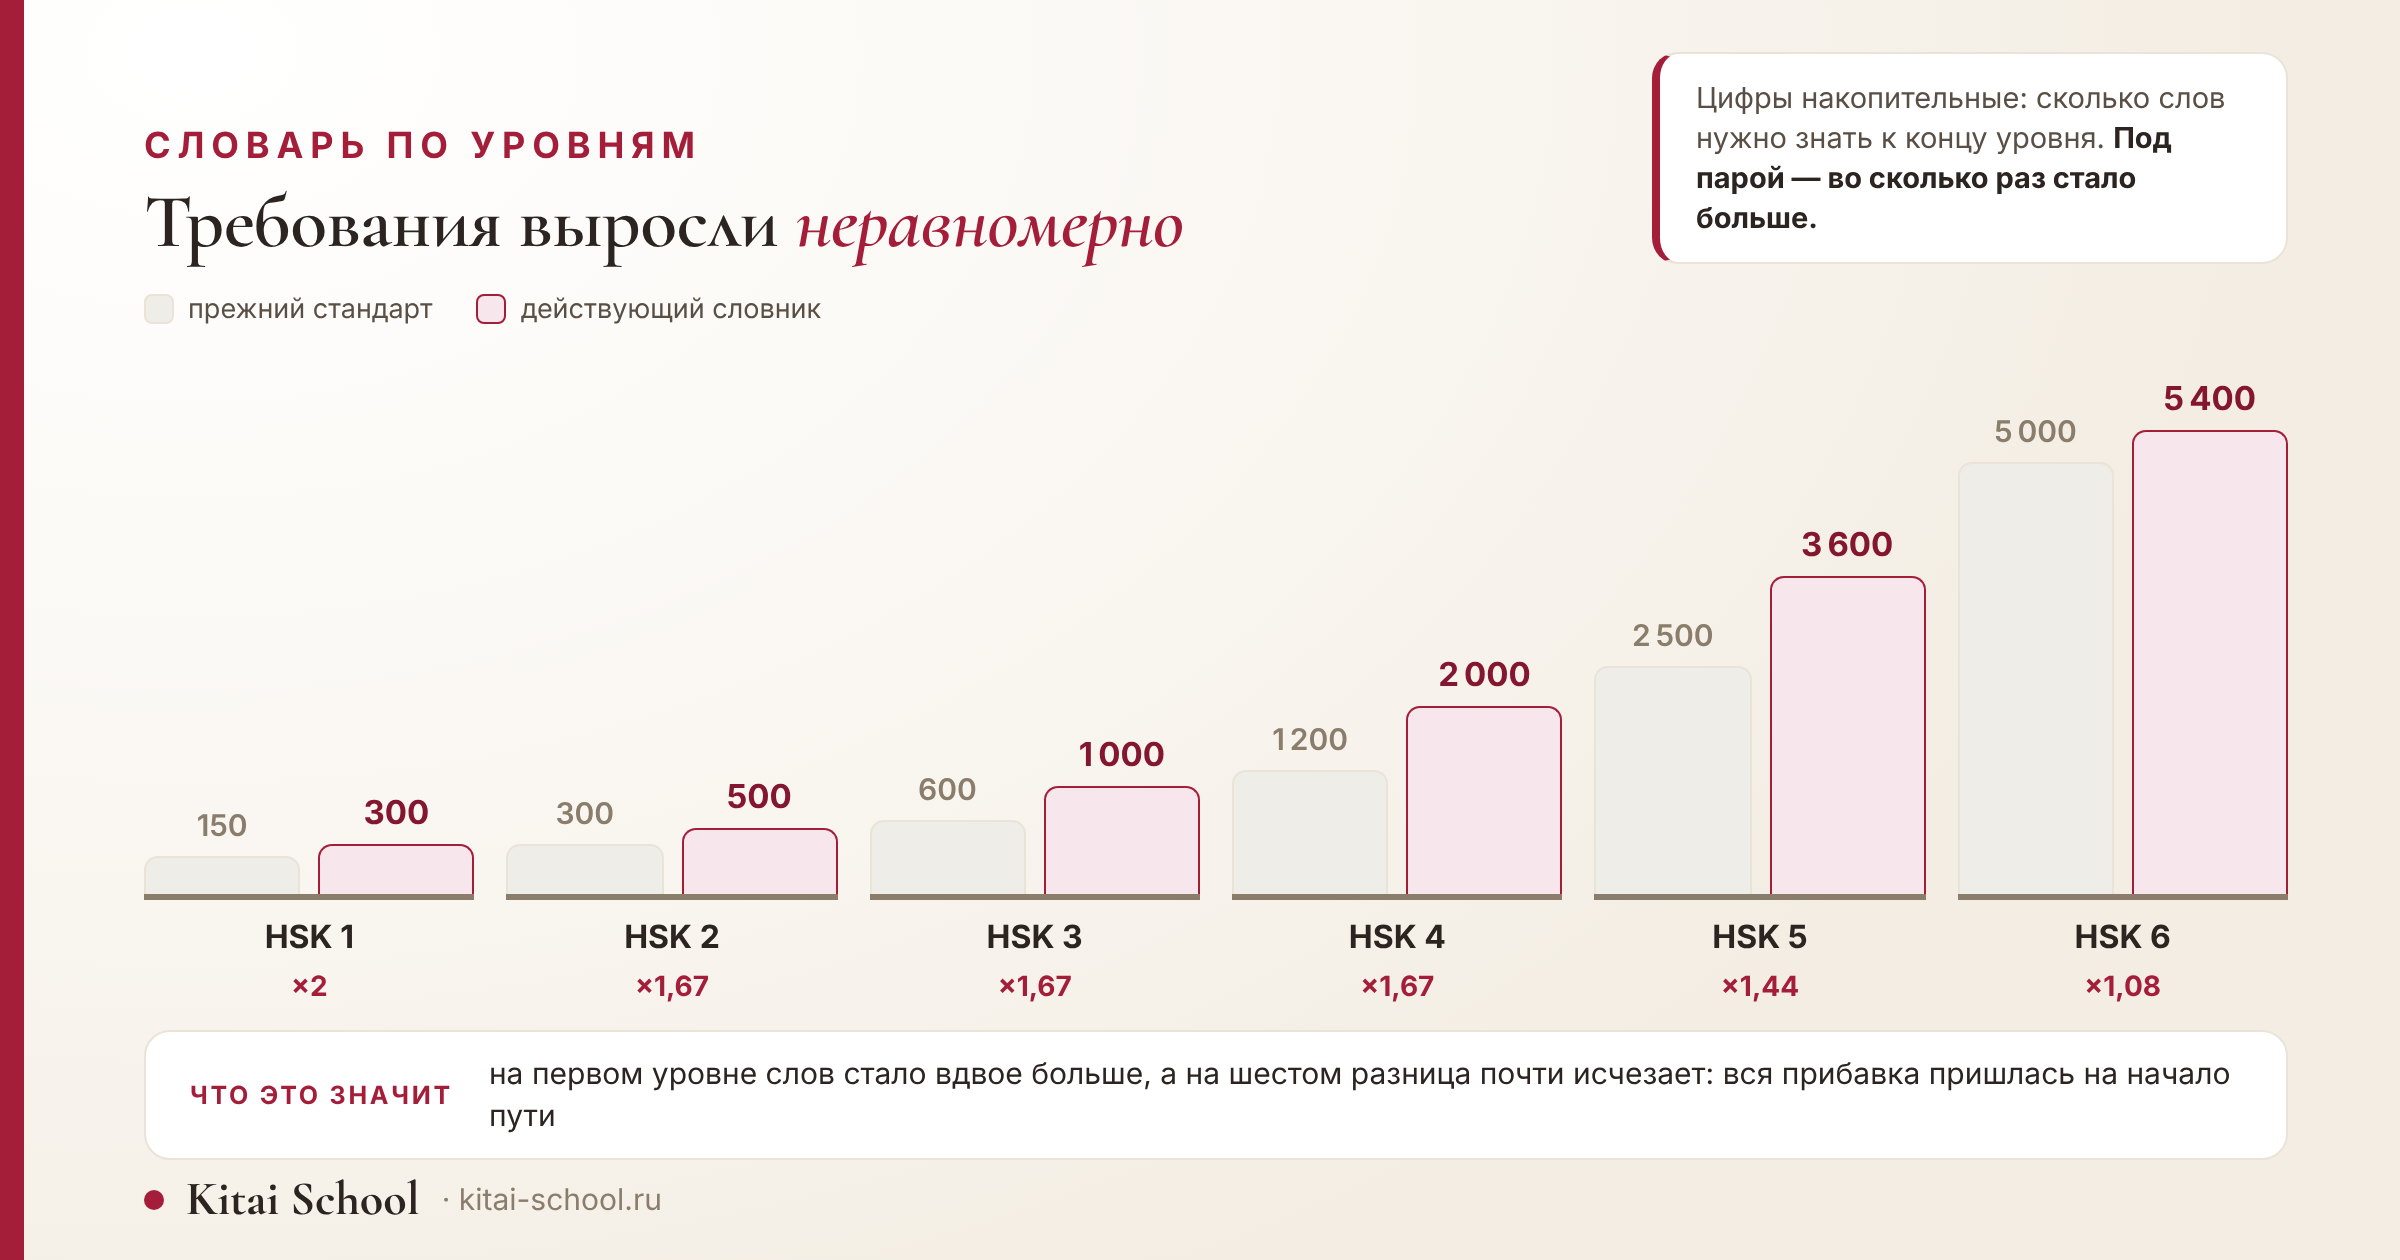 СЛОВАРЬ ПО УРОВНЯМ
Требования выросли неравномерно
прежний стандарт
действующий словник
Цифры накопительные: сколько слов
нужно знать к концу уровня. Под
парой — во сколько раз стало
больше.
150
300
HSK 1
×2
300
500
HSK 2
×1,67
600
1 000
HSK 3
×1,67
1 200
2 000
HSK 4
×1,67
2 500
3 600
HSK 5
×1,44
5 000
5 400
HSK 6
×1,08
ЧТО ЭТО ЗНАЧИТ
на первом уровне слов стало вдвое больше, а на шестом разница почти исчезает: вся прибавка пришлась на начало
пути
Kitai School · kitai-school.ru